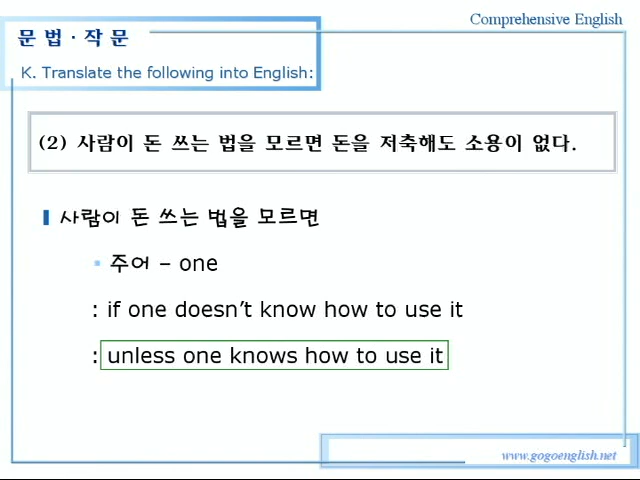 Comprehensive English
문 법 · 작 문
K. Translate the following into English:
(2) 사람이 돈 쓰는 법을 모르면 돈을 저축해도 소용이 없다.
사람이 돈 쓰는 법을 모르면
주어 – one
: if one doesn’t know how to use it
: unless one knows how to use it
www.gogoenglish.net